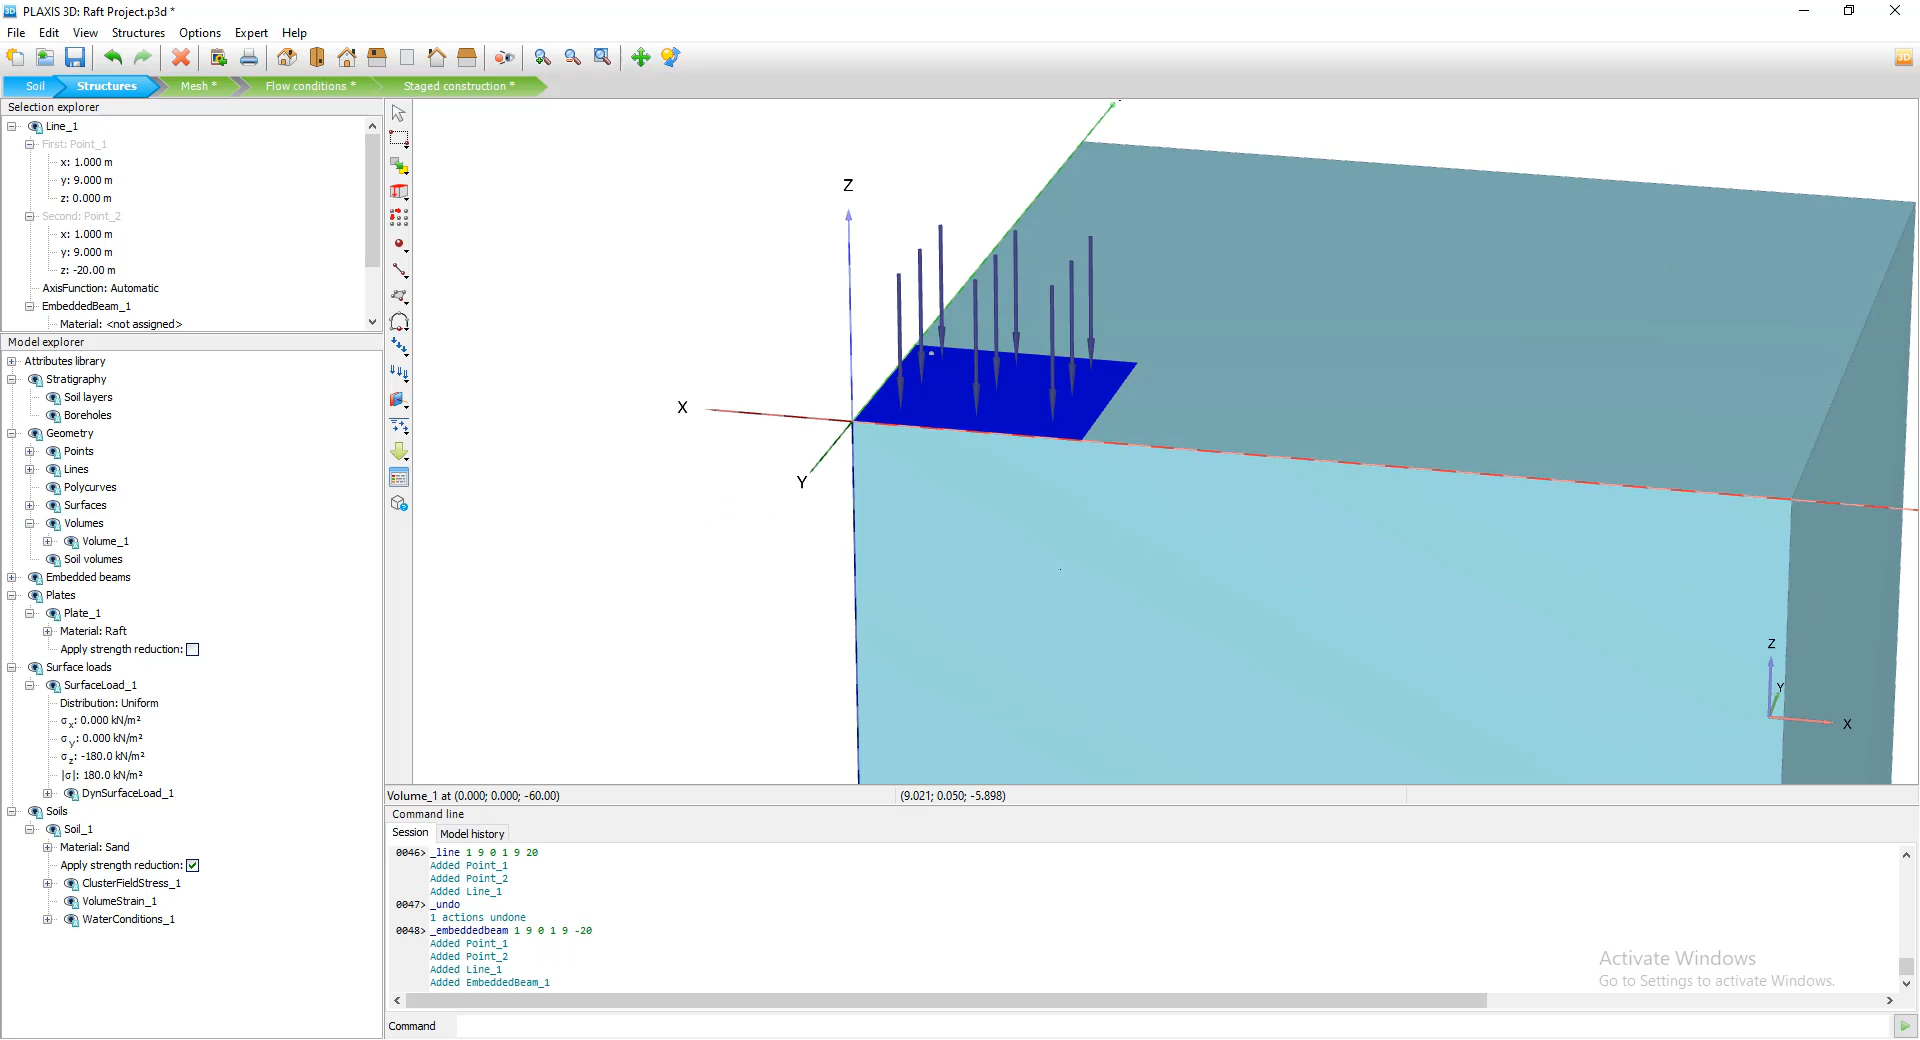 PLAXIS 3D: Raft Project.p3d *
File Edit View Structures Options Expert Help
Soil Structures Mesh * Flow conditions * Staged construction *
Selection explorer
Line_1
First: Point_1
x: 1.000 m
y: 9.000 m
z: 0.000 m
Second: Point_2
x: 1.000 m
y: 9.000 m
z: -20.00 m
AxisFunction: Automatic
EmbeddedBeam_1
Material: <not assigned>
Model explorer
Attributes library
Stratigraphy
Soil layers
Boreholes
Geometry
Points
Lines
Polycurves
Surfaces
Volumes
Volume_1
Soil volumes
Embedded beams
Plates
Plate_1
Material: Raft
Apply strength reduction:
Surface loads
SurfaceLoad_1
Distribution: Uniform
σx: 0.000 kN/m²
σy: 0.000 kN/m²
σz: -180.0 kN/m²
|σ|: 180.0 kN/m²
DynSurfaceLoad_1
Soils
Soil_1
Material: Sand
Apply strength reduction:
ClusterFieldStress_1
VolumeStrain_1
WaterConditions_1
Z
X
Y
Z
Y
X
Volume_1 at (0.000; 0.000; -60.00) (9.021; 0.050; -5.898)
Command line
Session Model history
0046> _line 1 9 0 1 9 20
Added Point_1
Added Point_2
Added Line_1
0047> _undo
1 actions undone
0048> _embeddedbeam 1 9 0 1 9 -20
Added Point_1
Added Point_2
Added Line_1
Added EmbeddedBeam_1
Activate Windows
Go to Settings to activate Windows.
Command